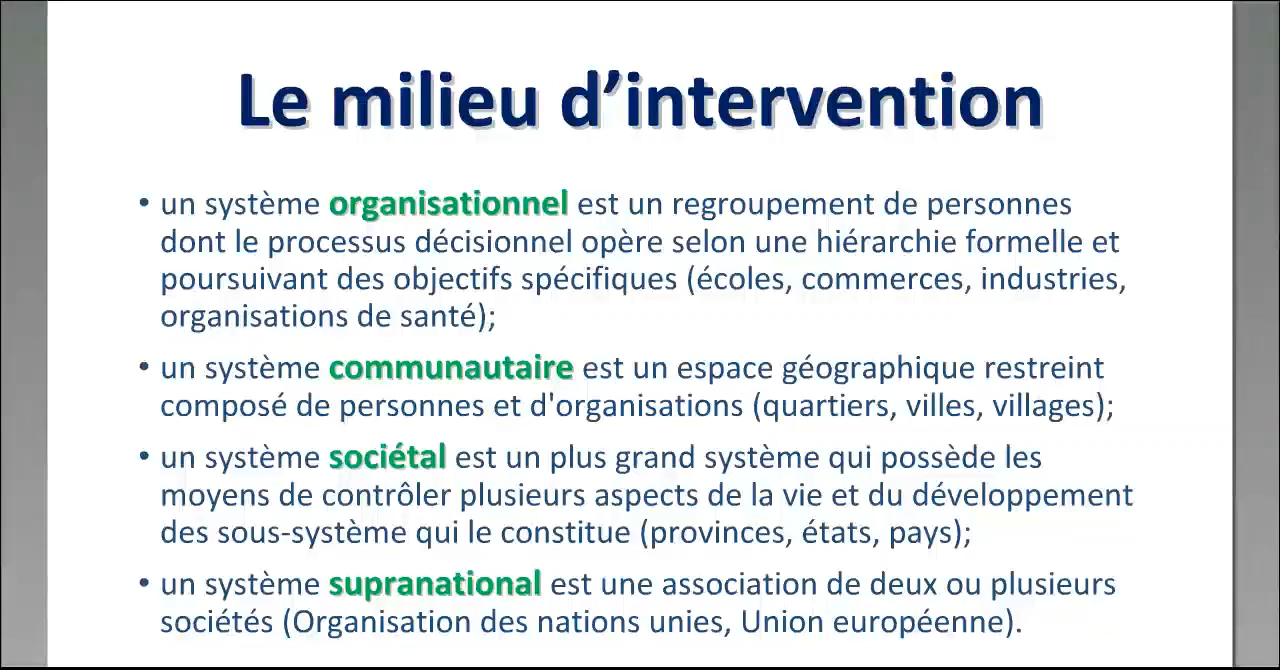 Le milieu d’intervention
• un système organisationnel est un regroupement de personnes
dont le processus décisionnel opère selon une hiérarchie formelle et
poursuivant des objectifs spécifiques (écoles, commerces, industries,
organisations de santé);
• un système communautaire est un espace géographique restreint
composé de personnes et d'organisations (quartiers, villes, villages);
• un système sociétal est un plus grand système qui possède les
moyens de contrôler plusieurs aspects de la vie et du développement
des sous-système qui le constitue (provinces, états, pays);
• un système supranational est une association de deux ou plusieurs
sociétés (Organisation des nations unies, Union européenne).